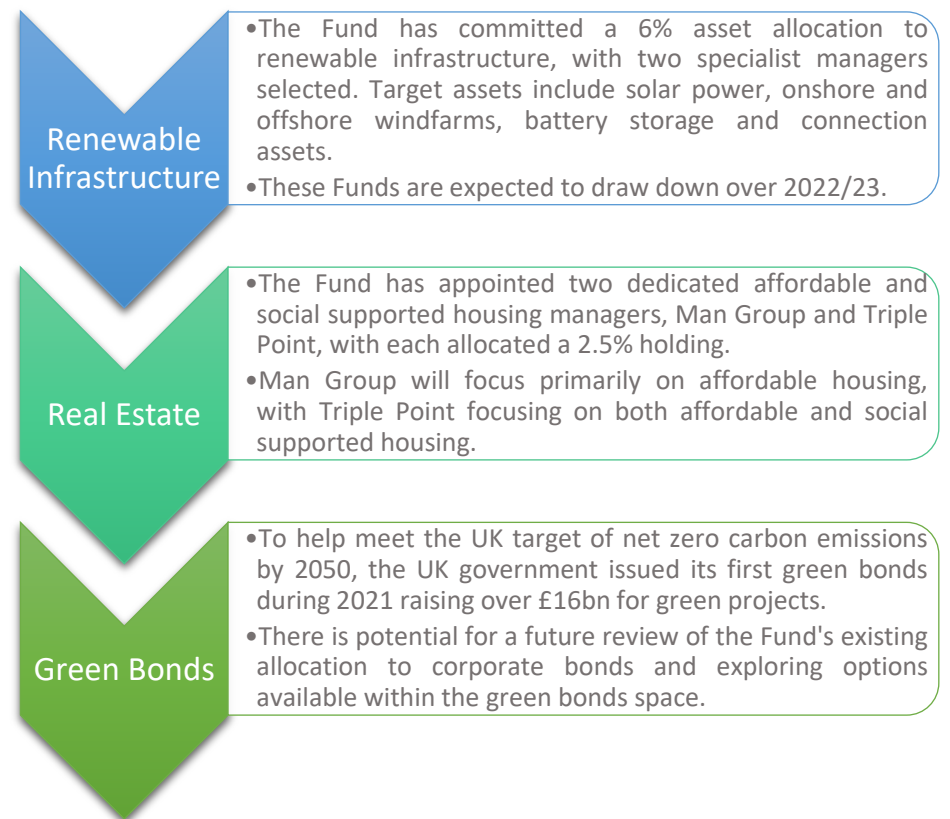 Renewable
Infrastructure
•The Fund has committed a 6% asset allocation to
renewable infrastructure, with two specialist managers
selected. Target assets include solar power, onshore and
offshore windfarms, battery storage and connection
assets.
•These Funds are expected to draw down over 2022/23.
Real Estate
•The Fund has appointed two dedicated affordable and
social supported housing managers, Man Group and Triple
Point, with each allocated a 2.5% holding.
•Man Group will focus primarily on affordable housing,
with Triple Point focusing on both affordable and social
supported housing.
Green Bonds
•To help meet the UK target of net zero carbon emissions
by 2050, the UK government issued its first green bonds
during 2021 raising over £16bn for green projects.
•There is potential for a future review of the Fund's existing
allocation to corporate bonds and exploring options
available within the green bonds space.